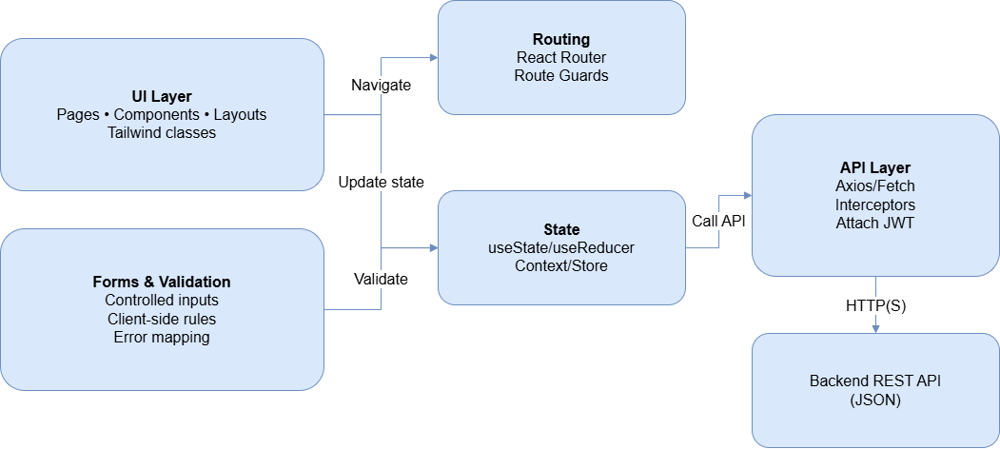 UI Layer
Pages • Components • Layouts
Tailwind classes
Navigate
Routing
React Router
Route Guards
Update state
Forms & Validation
Controlled inputs
Client-side rules
Error mapping
Validate
State
useState/useReducer
Context/Store
Call API
API Layer
Axios/Fetch
Interceptors
Attach JWT
HTTP(S)
Backend REST API
(JSON)